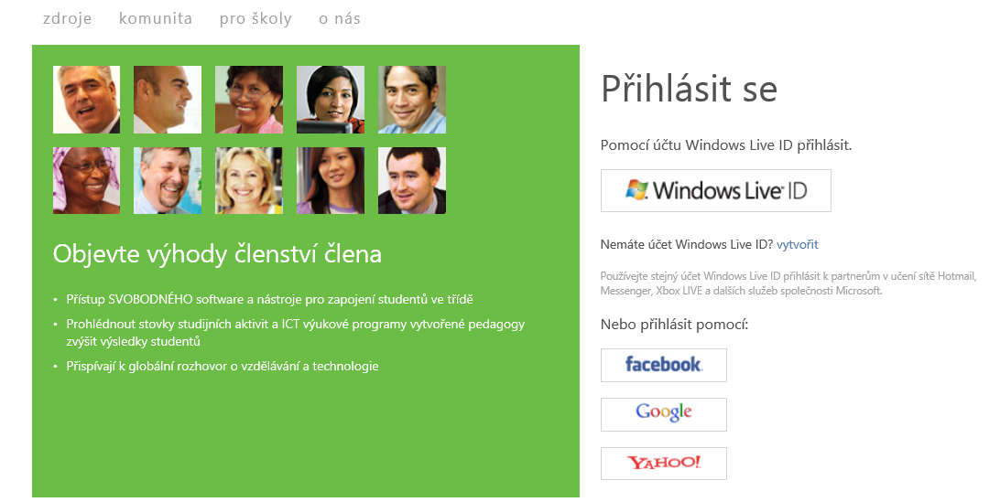 zdroje komunita pro školy o nás
Objevte výhody členství člena
• Přístup SVOBODNÉHO software a nástroje pro zapojení studentů ve třídě
• Prohlédnout stovky studijních aktivit a ICT výukové programy vytvořené pedagogy
zvýšit výsledky studentů
• Přispívají k globální rozhovor o vzdělávání a technologie
Přihlásit se
Pomocí účtu Windows Live ID přihlásit.
Windows Live ID
Nemáte účet Windows Live ID? vytvořit
Používejte stejný účet Windows Live ID přihlásit k partnerům v učení sítě Hotmail,
Messenger, Xbox LIVE a dalších služeb společnosti Microsoft.
Nebo přihlásit pomocí:
facebook.
Google
YAHOO!